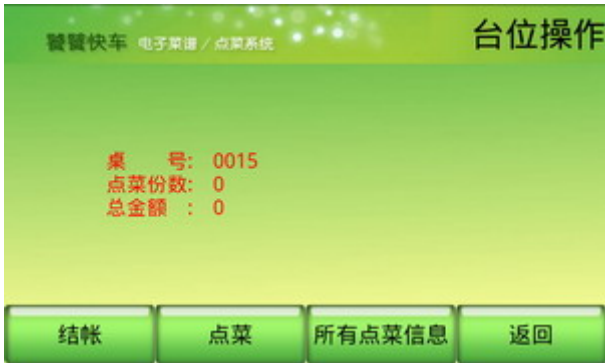 饕餮快车 电子菜谱/点菜系统
台位操作
桌 号: 0015
点菜份数: 0
总金额 : 0
结帐
点菜
所有点菜信息
返回